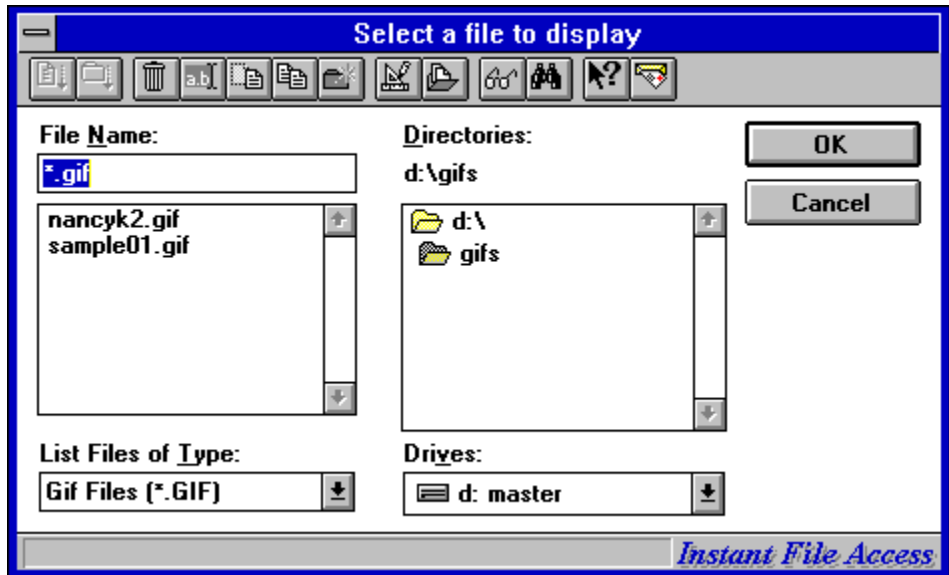 Select a file to display
a.b
?
File Name:
*.gif
nancyk2.gif
sample01.gif
List Files of Type:
Gif Files (*.GIF)
Directories:
d:\gifs
d:\
gifs
Drives:
d: master
OK
Cancel
Instant File Access